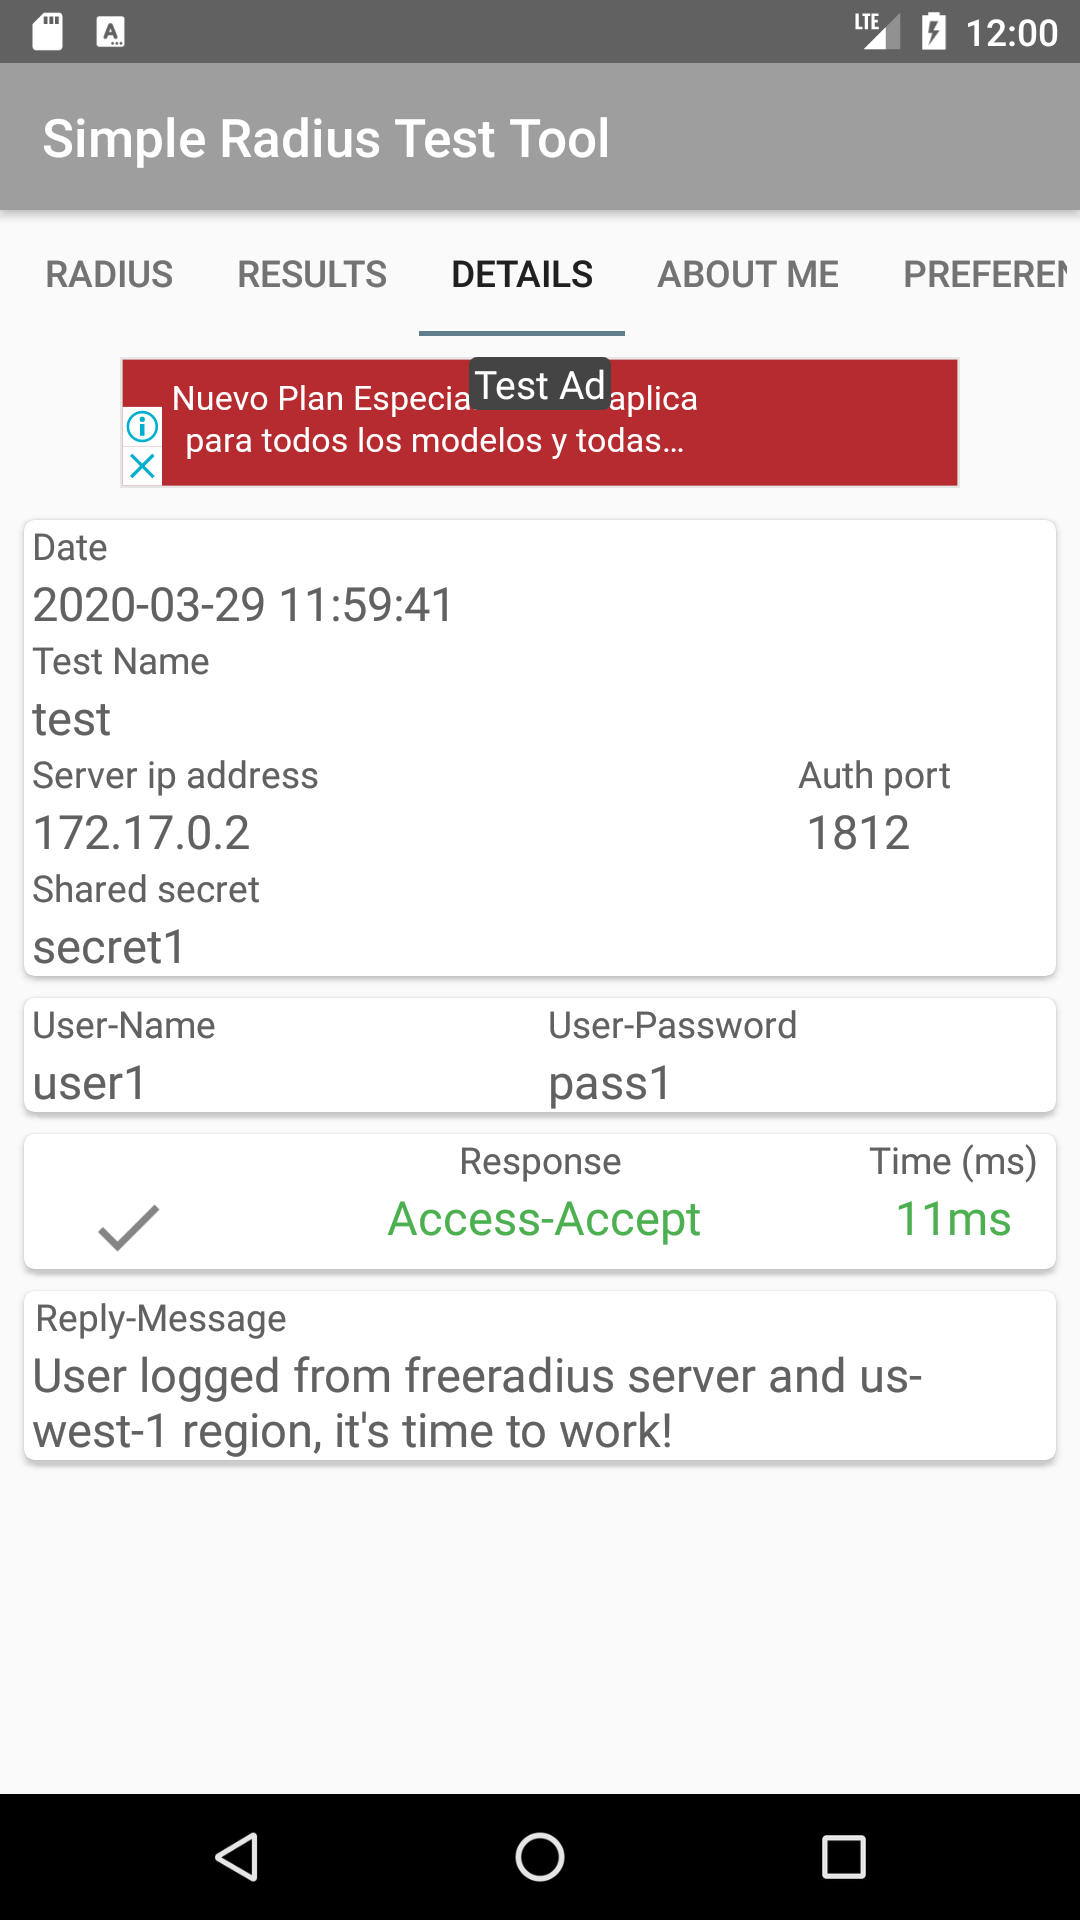 LTE 12:00
Simple Radius Test Tool
RADIUS RESULTS DETAILS ABOUT ME PREFEREN
Test Ad
Nuevo Plan Especia aplica
para todos los modelos y todas...
Date
2020-03-29 11:59:41
Test Name
test
Server ip address Auth port
172.17.0.2 1812
Shared secret
secret1
User-Name User-Password
user1 pass1
Response Time (ms)
Access-Accept 11ms
Reply-Message
User logged from freeradius server and us-
west-1 region, it's time to work!